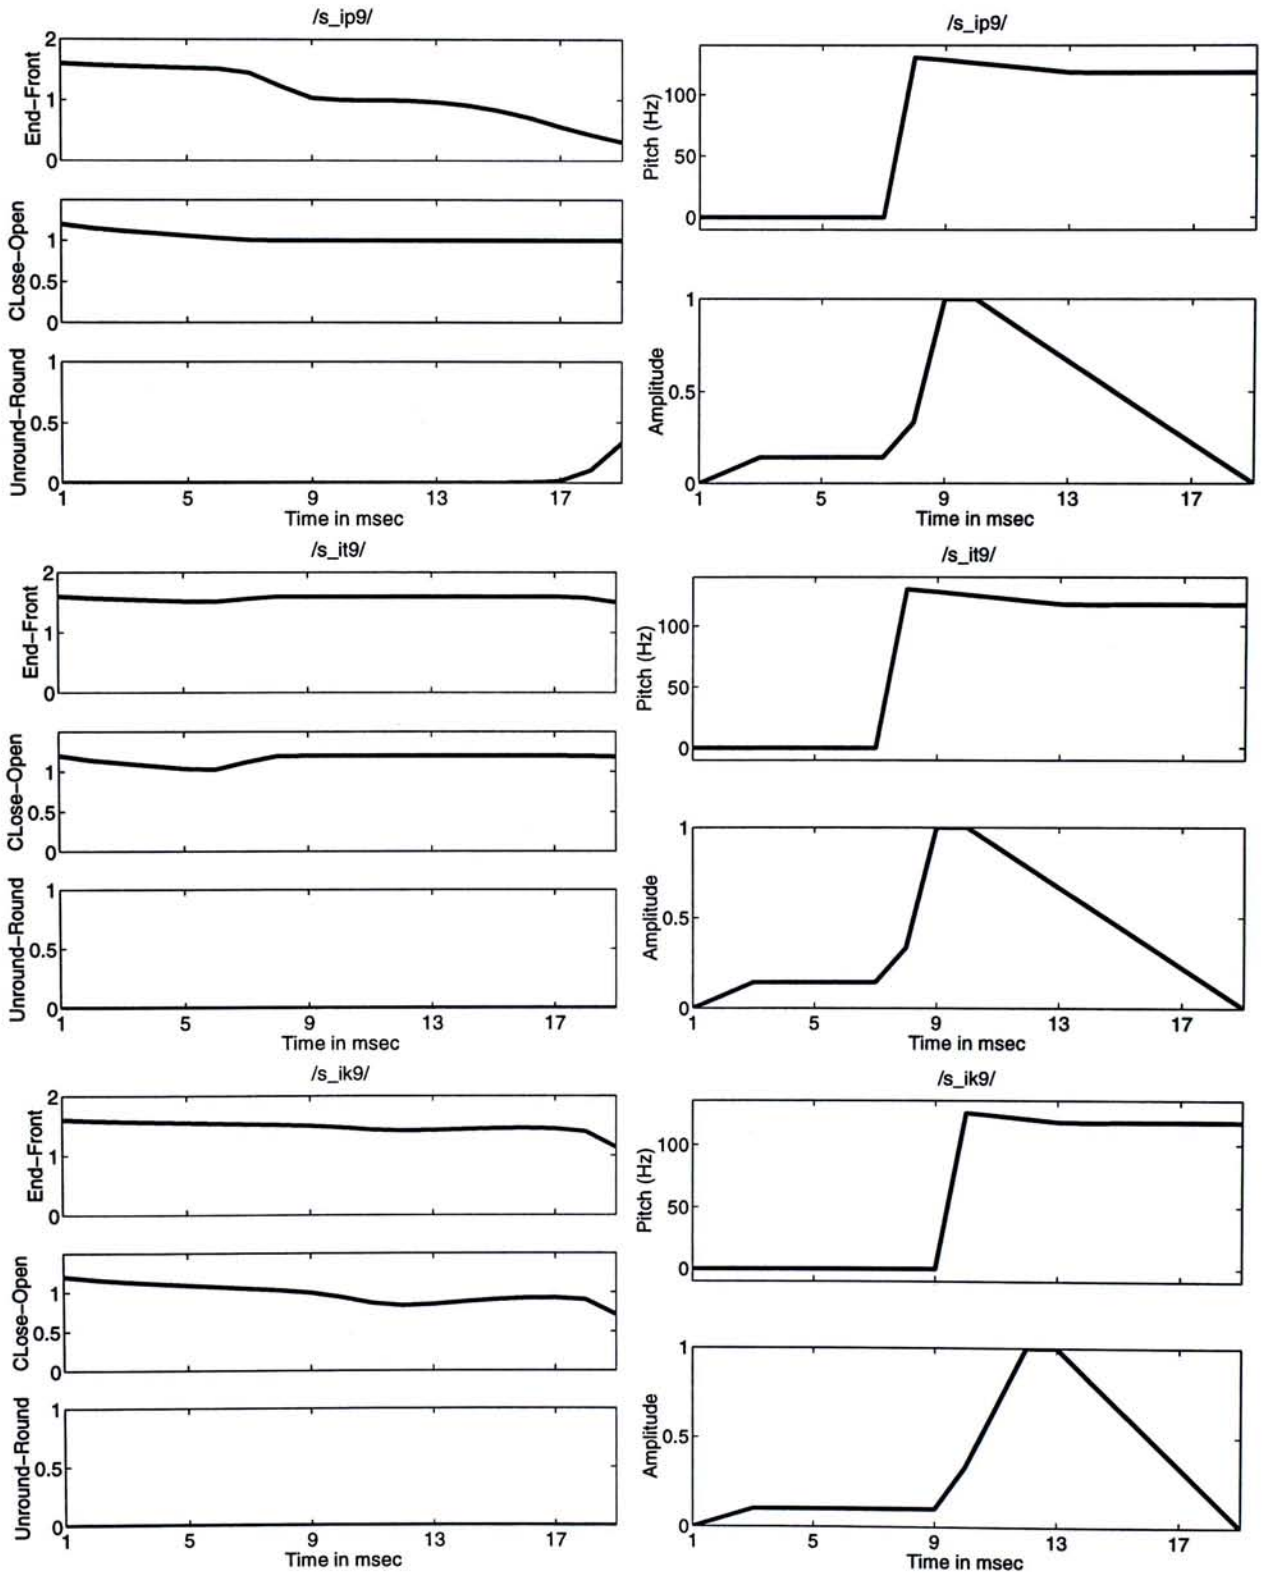 /s_ip9/
2
1
0
End-Front
1
0.5
0
CLose-Open
1
0.5
0
Unround-Round
1 5 9 13 17
Time in msec
/s_ip9/
100
50
0
Pitch (Hz)
1
0.5
0
Amplitude
1 5 9 13 17
Time in msec
/s_it9/
2
1
0
End-Front
1
0.5
0
CLose-Open
1
0.5
0
Unround-Round
1 5 9 13 17
Time in msec
/s_it9/
100
50
0
Pitch (Hz)
1
0.5
0
Amplitude
1 5 9 13 17
Time in msec
/s_ik9/
2
1
0
End-Front
1
0.5
0
CLose-Open
1
0.5
0
Unround-Round
1 5 9 13 17
Time in msec
/s_ik9/
100
50
0
Pitch (Hz)
1
0.5
0
Amplitude
1 5 9 13 17
Time in msec